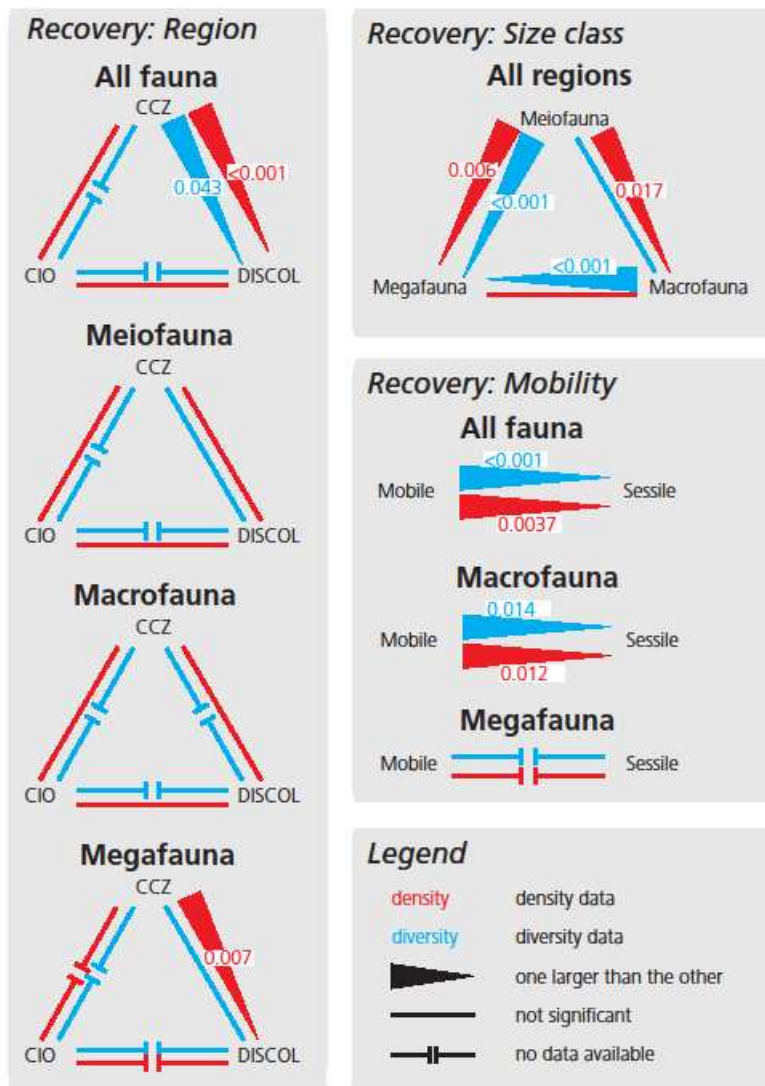 Recovery: Region
All fauna
CCZ
<0.001
0.043
CIO
DISCOL
Meiofauna
CCZ
CIO
DISCOL
Macrofauna
CCZ
CIO
DISCOL
Megafauna
CCZ
0.007
CIO
DISCOL
Recovery: Size class
All regions
Meiofauna
0.006
0.017
<0.001
<0.001
Megafauna
Macrofauna
Recovery: Mobility
All fauna
<0.001
Mobile
Sessile
0.0037
Macrofauna
0.014
Mobile
Sessile
0.012
Megafauna
Mobile
Sessile
Legend
density density data
diversity diversity data
one larger than the other
not significant
no data available